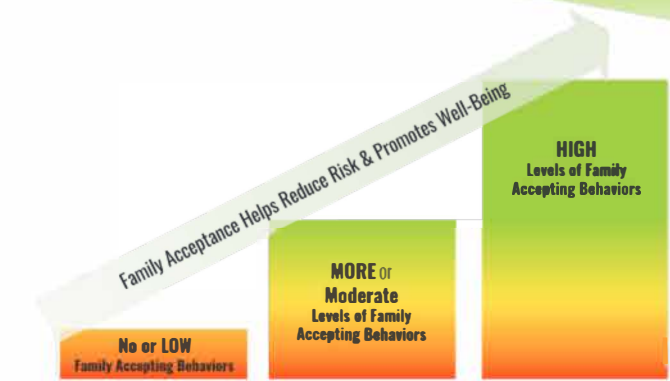 Family Acceptance Helps Reduce Risk & Promotes Well-Being
HIGH
Levels of Family
Accepting Behaviors
MORE or
Moderate
Levels of Family
Accepting Behaviors
No or LOW
Family Accepting Behaviors